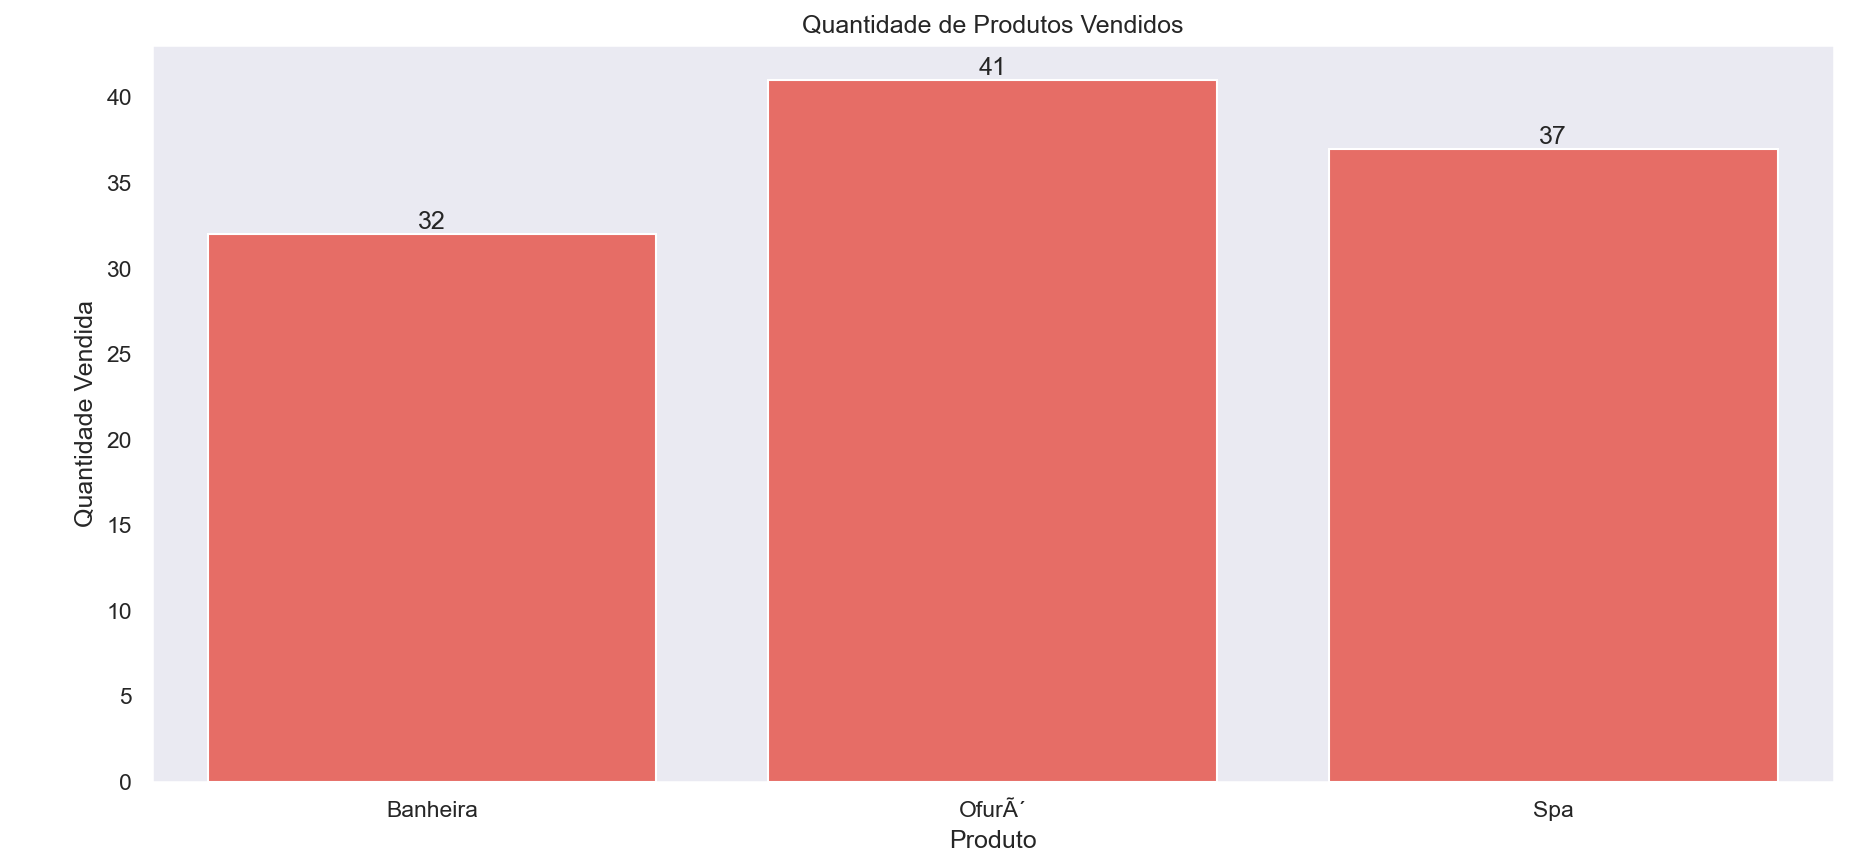 Quantidade de Produtos Vendidos
41
40
37
35
32
30
25
20
15
10
5
0
Quantidade Vendida
Banheira
OfurÃ´
Spa
Produto